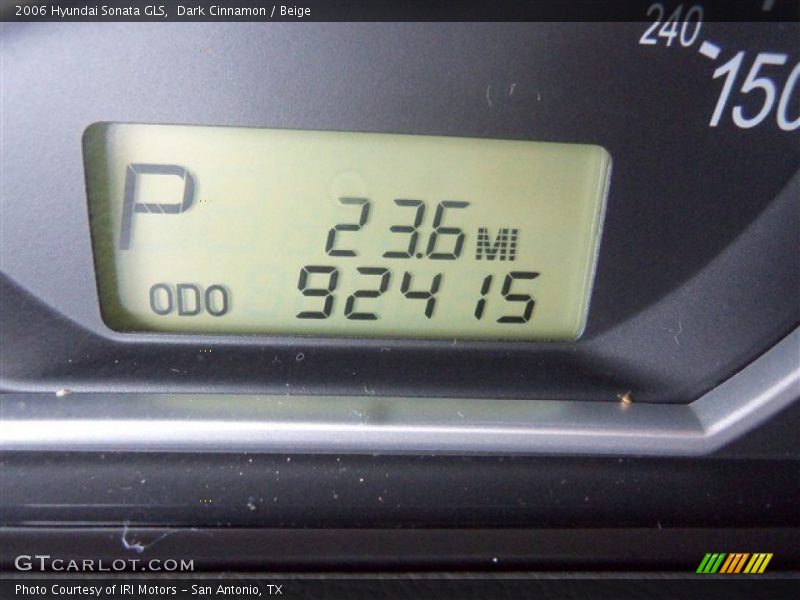 2006 Hyundai Sonata GLS,  Dark Cinnamon / Beige
240
150
P
23.6 MI
ODO 92415
GTCARLOT.COM
Photo Courtesy of IRI Motors – San Antonio, TX